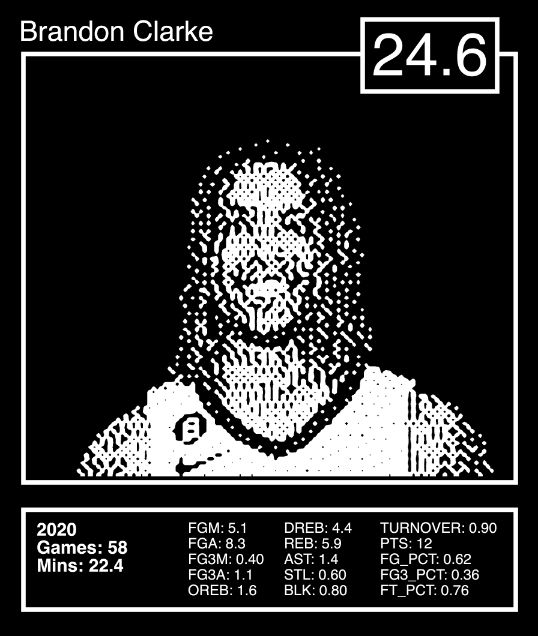 Brandon Clarke
24.6
2020
Games: 58
Mins: 22.4
FGM: 5.1
FGA: 8.3
FG3M: 0.40
FG3A: 1.1
OREB: 1.6
DREB: 4.4
REB: 5.9
AST: 1.4
STL: 0.60
BLK: 0.80
TURNOVER: 0.90
PTS: 12
FG_PCT: 0.62
FG3_PCT: 0.36
FT_PCT: 0.76